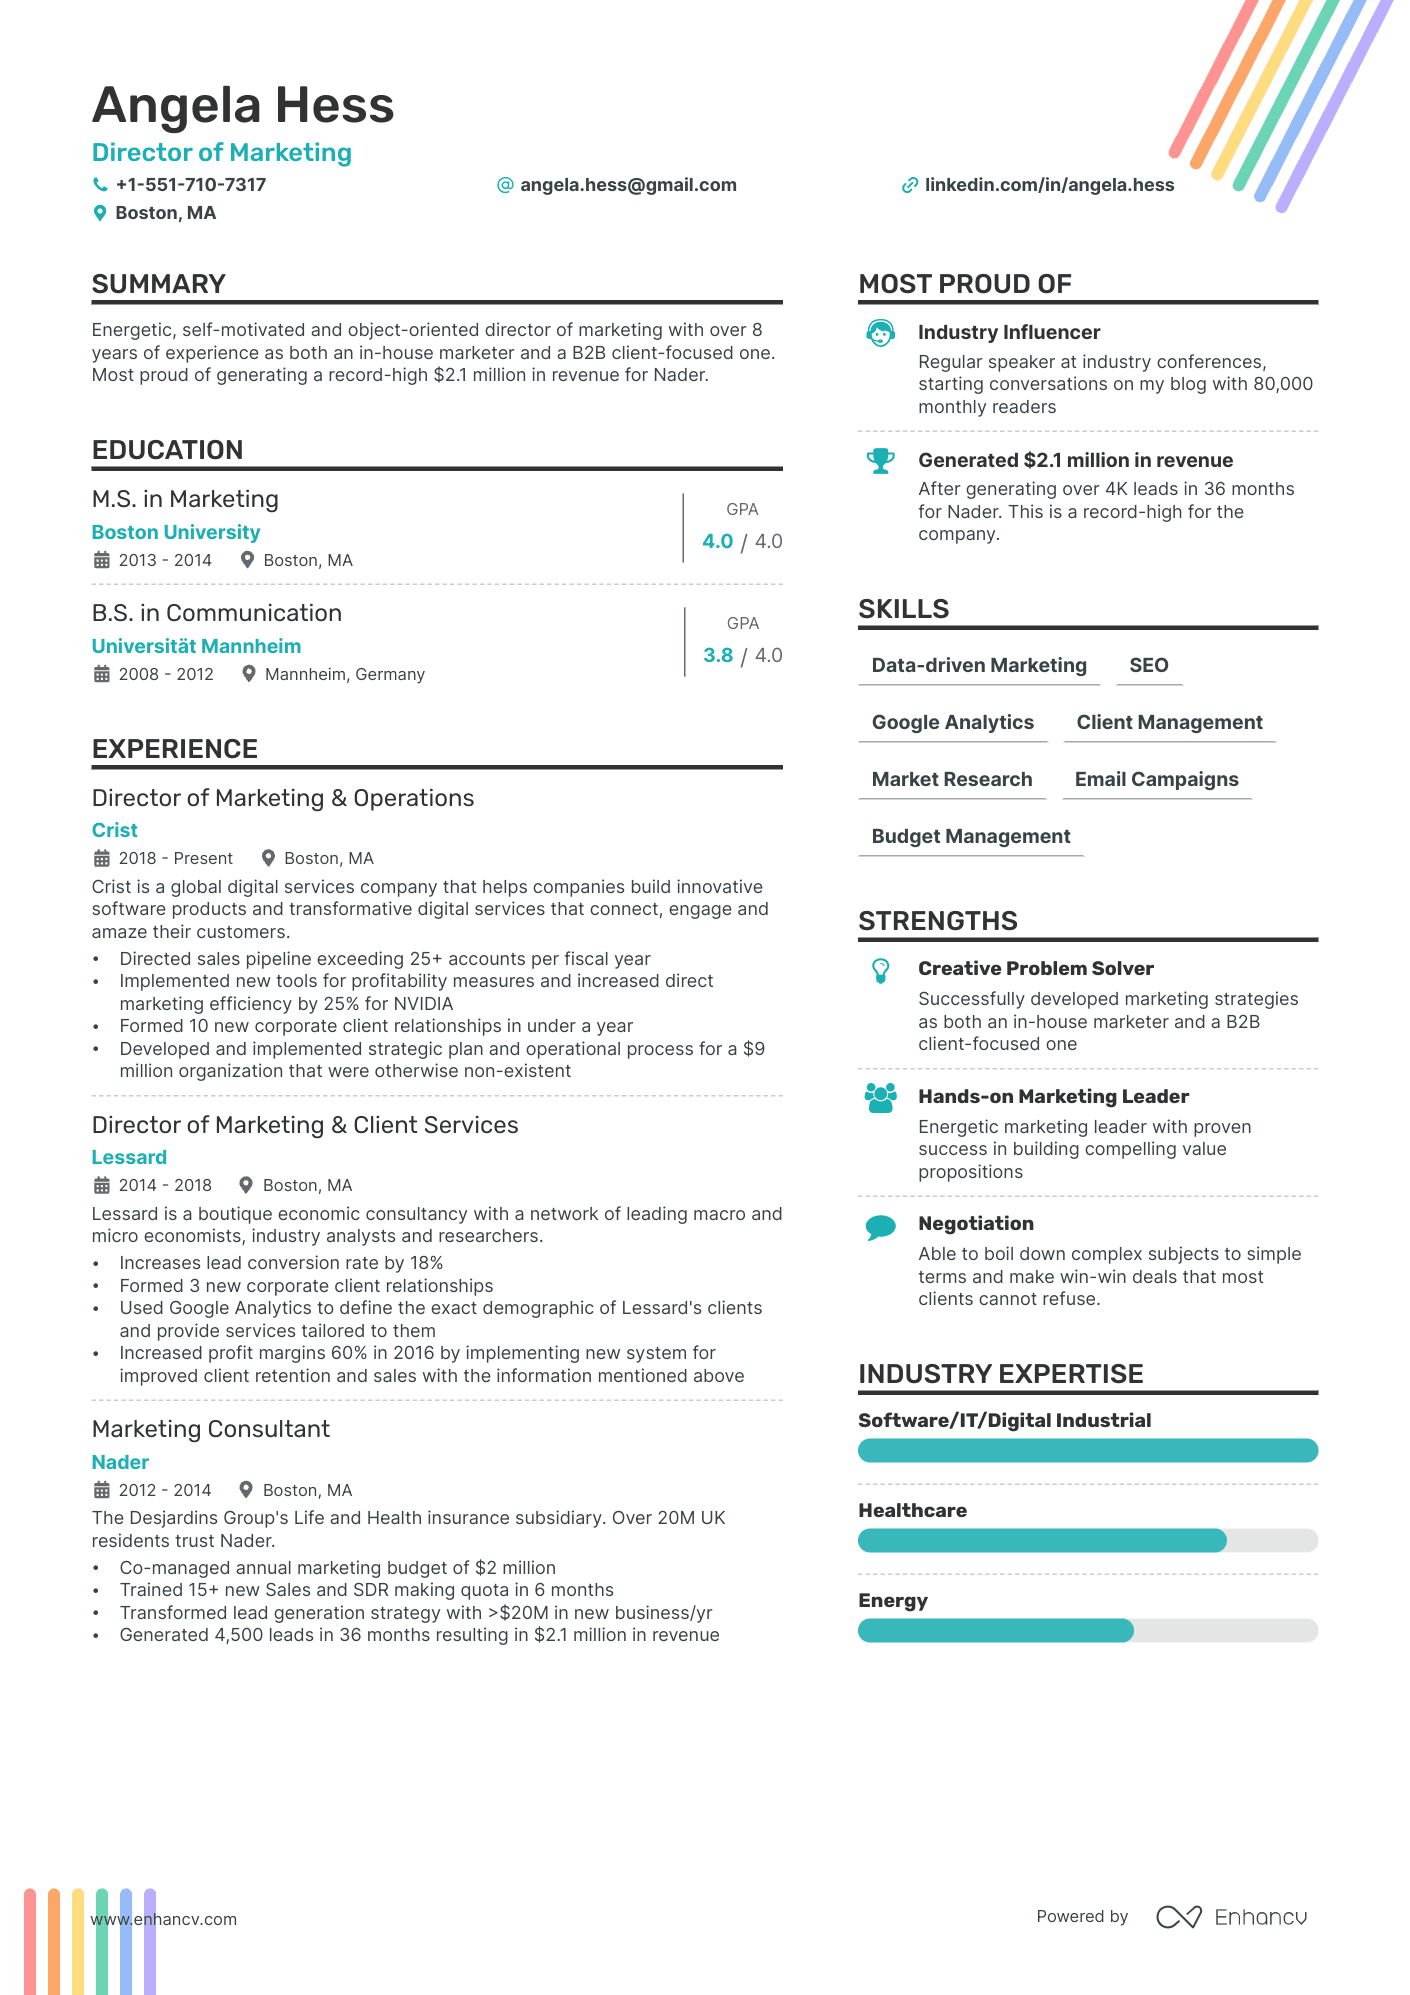 Angela Hess
Director of Marketing
+1-551-710-7317
angela.hess@gmail.com
linkedin.com/in/angela.hess
Boston, MA
SUMMARY
Energetic, self-motivated and object-oriented director of marketing with over 8
years of experience as both an in-house marketer and a B2B client-focused one.
Most proud of generating a record-high $2.1 million in revenue for Nader.
EDUCATION
M.S. in Marketing
Boston University
2013 - 2014 Boston, MA
GPA
4.0 / 4.0
B.S. in Communication
Universität Mannheim
2008 - 2012 Mannheim, Germany
GPA
3.8 / 4.0
EXPERIENCE
Director of Marketing & Operations
Crist
2018 - Present Boston, MA
Crist is a global digital services company that helps companies build innovative
software products and transformative digital services that connect, engage and
amaze their customers.
• Directed sales pipeline exceeding 25+ accounts per fiscal year
• Implemented new tools for profitability measures and increased direct
marketing efficiency by 25% for NVIDIA
• Formed 10 new corporate client relationships in under a year
• Developed and implemented strategic plan and operational process for a $9
million organization that were otherwise non-existent
Director of Marketing & Client Services
Lessard
2014 - 2018 Boston, MA
Lessard is a boutique economic consultancy with a network of leading macro and
micro economists, industry analysts and researchers.
• Increases lead conversion rate by 18%
• Formed 3 new corporate client relationships
• Used Google Analytics to define the exact demographic of Lessard's clients
and provide services tailored to them
• Increased profit margins 60% in 2016 by implementing new system for
improved client retention and sales with the information mentioned above
Marketing Consultant
Nader
2012 - 2014 Boston, MA
The Desjardins Group's Life and Health insurance subsidiary. Over 20M UK
residents trust Nader.
• Co-managed annual marketing budget of $2 million
• Trained 15+ new Sales and SDR making quota in 6 months
• Transformed lead generation strategy with >$20M in new business/yr
• Generated 4,500 leads in 36 months resulting in $2.1 million in revenue
MOST PROUD OF
Industry Influencer
Regular speaker at industry conferences,
starting conversations on my blog with 80,000
monthly readers
Generated $2.1 million in revenue
After generating over 4K leads in 36 months
for Nader. This is a record-high for the
company.
SKILLS
Data-driven Marketing SEO
Google Analytics Client Management
Market Research Email Campaigns
Budget Management
STRENGTHS
Creative Problem Solver
Successfully developed marketing strategies
as both an in-house marketer and a B2B
client-focused one
Hands-on Marketing Leader
Energetic marketing leader with proven
success in building compelling value
propositions
Negotiation
Able to boil down complex subjects to simple
terms and make win-win deals that most
clients cannot refuse.
INDUSTRY EXPERTISE
Software/IT/Digital Industrial
Healthcare
Energy
www.enhancv.com
Powered by Enhancv